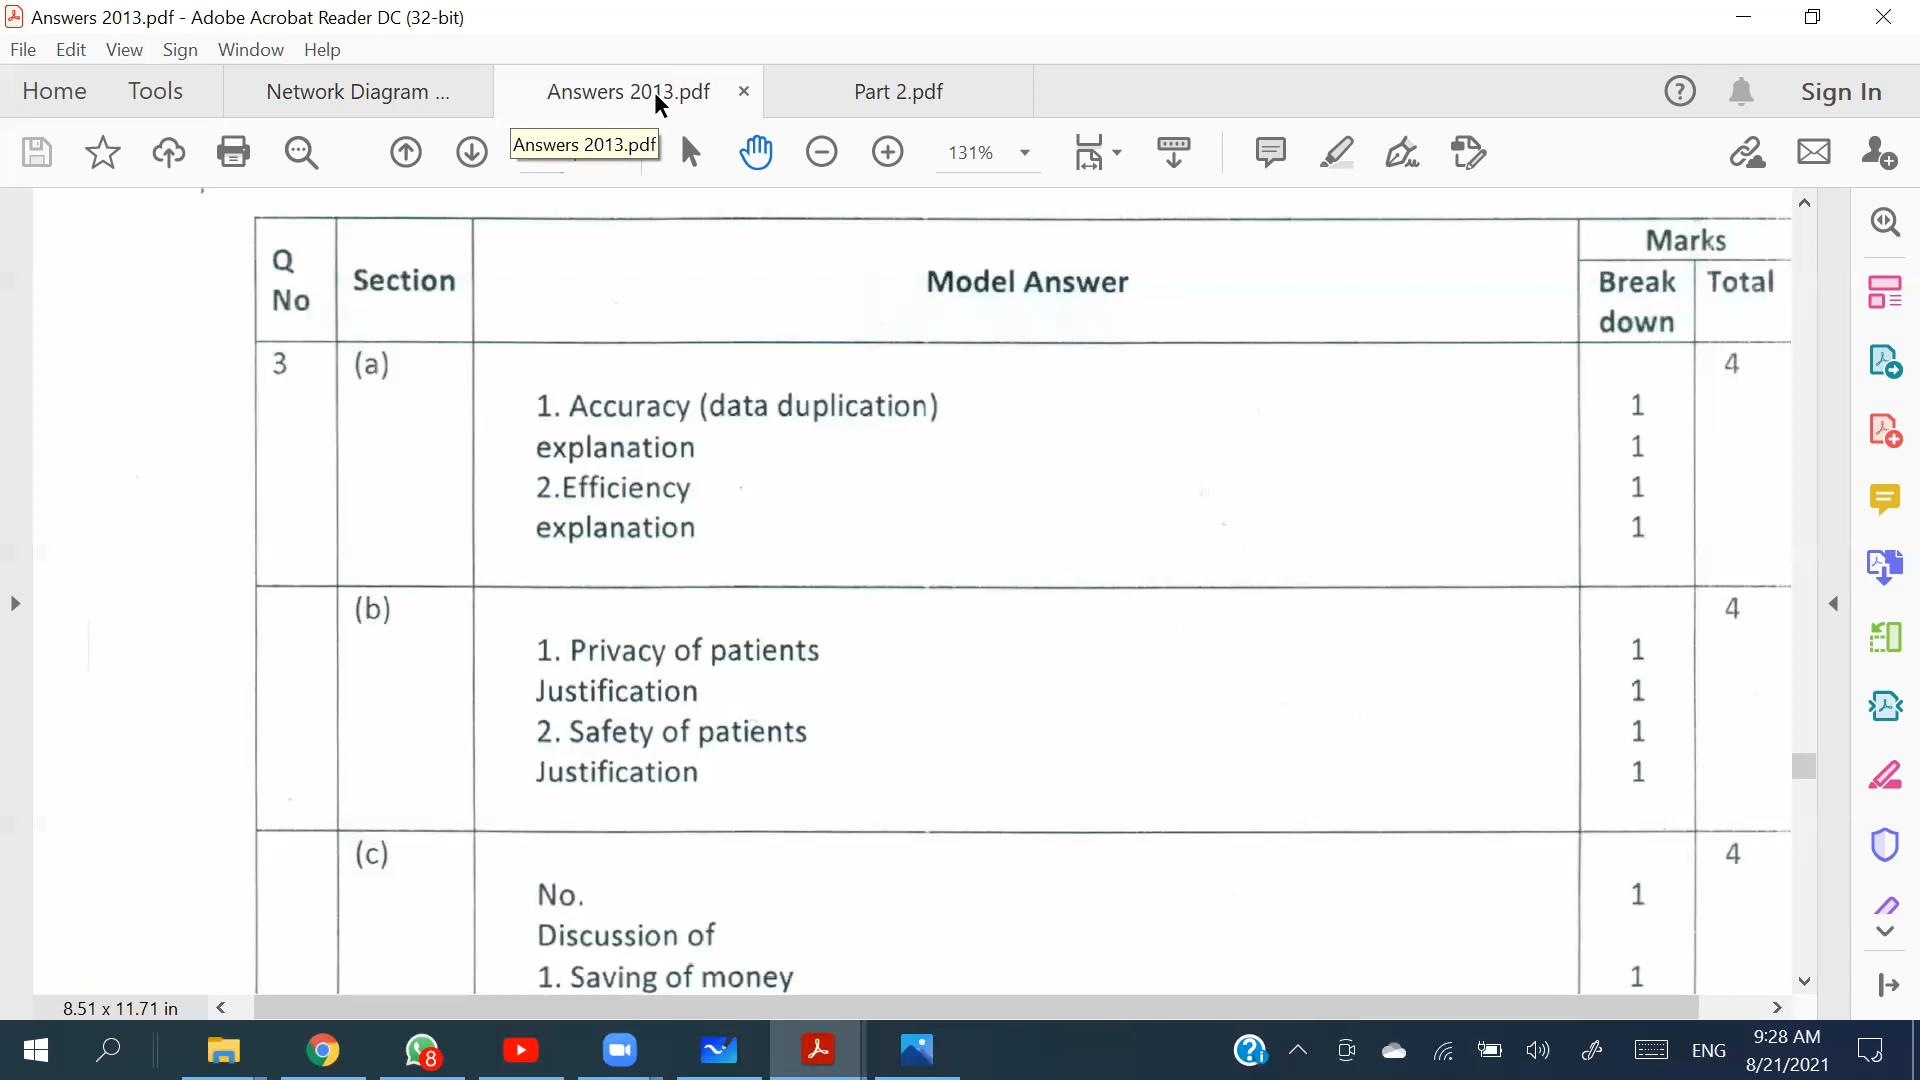 Answers 2013.pdf - Adobe Acrobat Reader DC (32-bit)
File Edit View Sign Window Help
Home Tools Network Diagram ... Answers 2013.pdf × Part 2.pdf Sign In
Answers 2013.pdf 131%
Q No Section Model Answer Marks
Break down Total
3 (a) 4
1. Accuracy (data duplication) 1
explanation 1
2.Efficiency 1
explanation 1
(b) 4
1. Privacy of patients 1
Justification 1
2. Safety of patients 1
Justification 1
(c) 4
No. 1
Discussion of
1. Saving of money 1
8.51 x 11.71 in
8 ENG 9:28 AM
8/21/2021